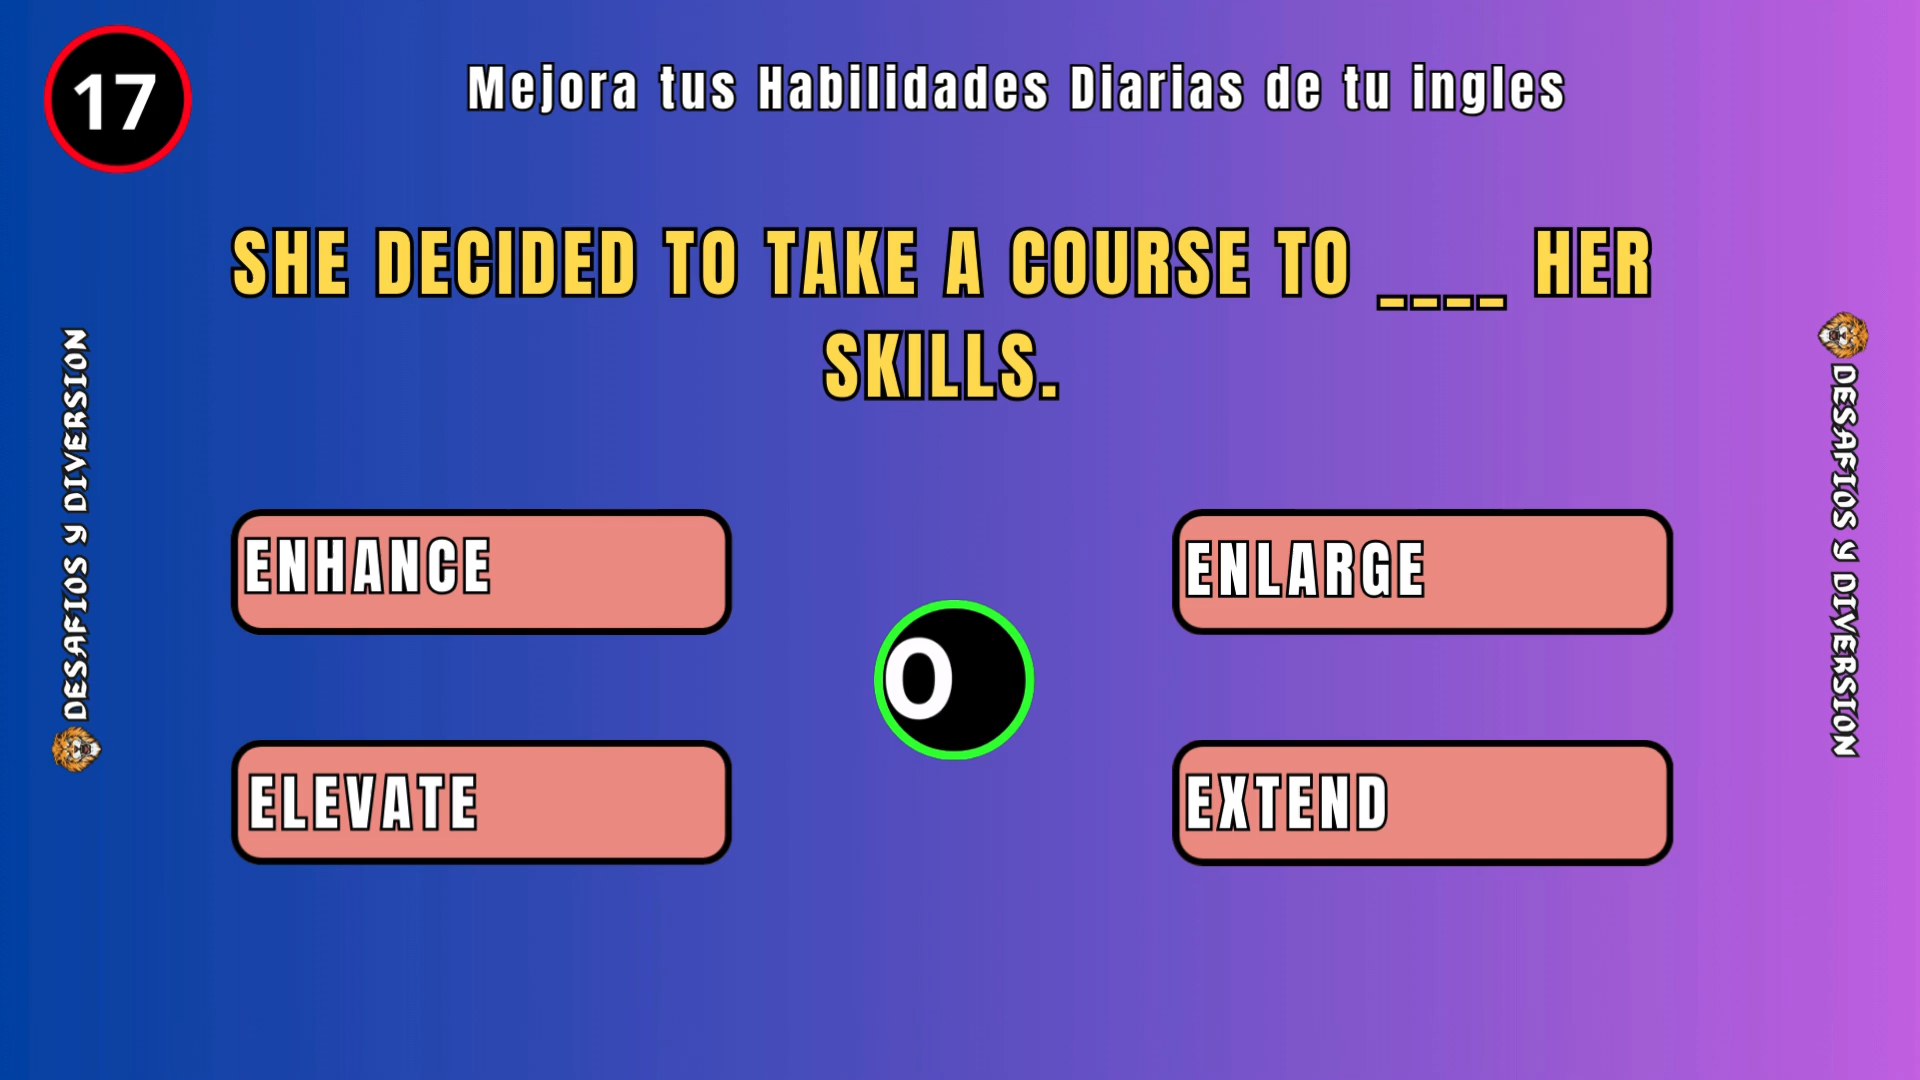 17
Mejora tus Habilidades Diarias de tu ingles
SHE DECIDED TO TAKE A COURSE TO ____ HER
SKILLS.
DESAFIOS Y DIVERSION
DESAFIOS Y DIVERSION
ENHANCE
ENLARGE
0
ELEVATE
EXTEND